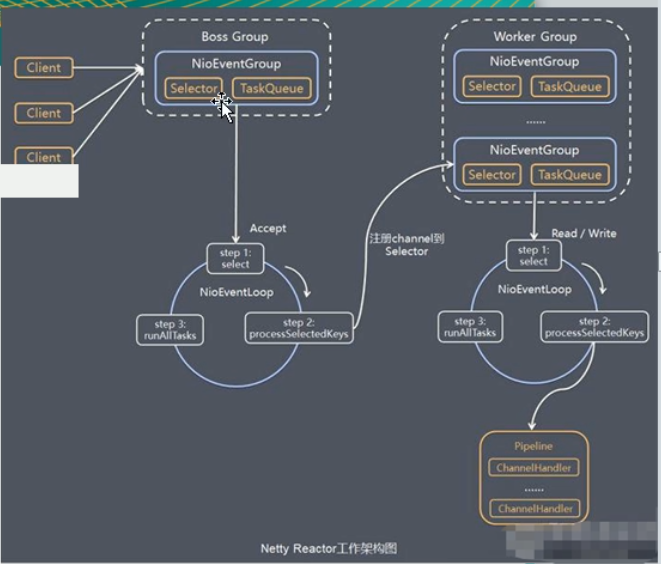 Boss Group
NioEventGroup
Selector
TaskQueue
Client
Client
Client
Worker Group
NioEventGroup
Selector
TaskQueue
......
NioEventGroup
Selector
TaskQueue
Accept
step 1:
select
NioEventLoop
step 2:
processSelectedKeys
step 3:
runAllTasks
注册channel到
Selector
Read / Write
step 1:
select
NioEventLoop
step 2:
processSelectedKeys
step 3:
runAllTasks
Pipeline
ChannelHandler
......
ChannelHandler
Netty Reactor工作架构图